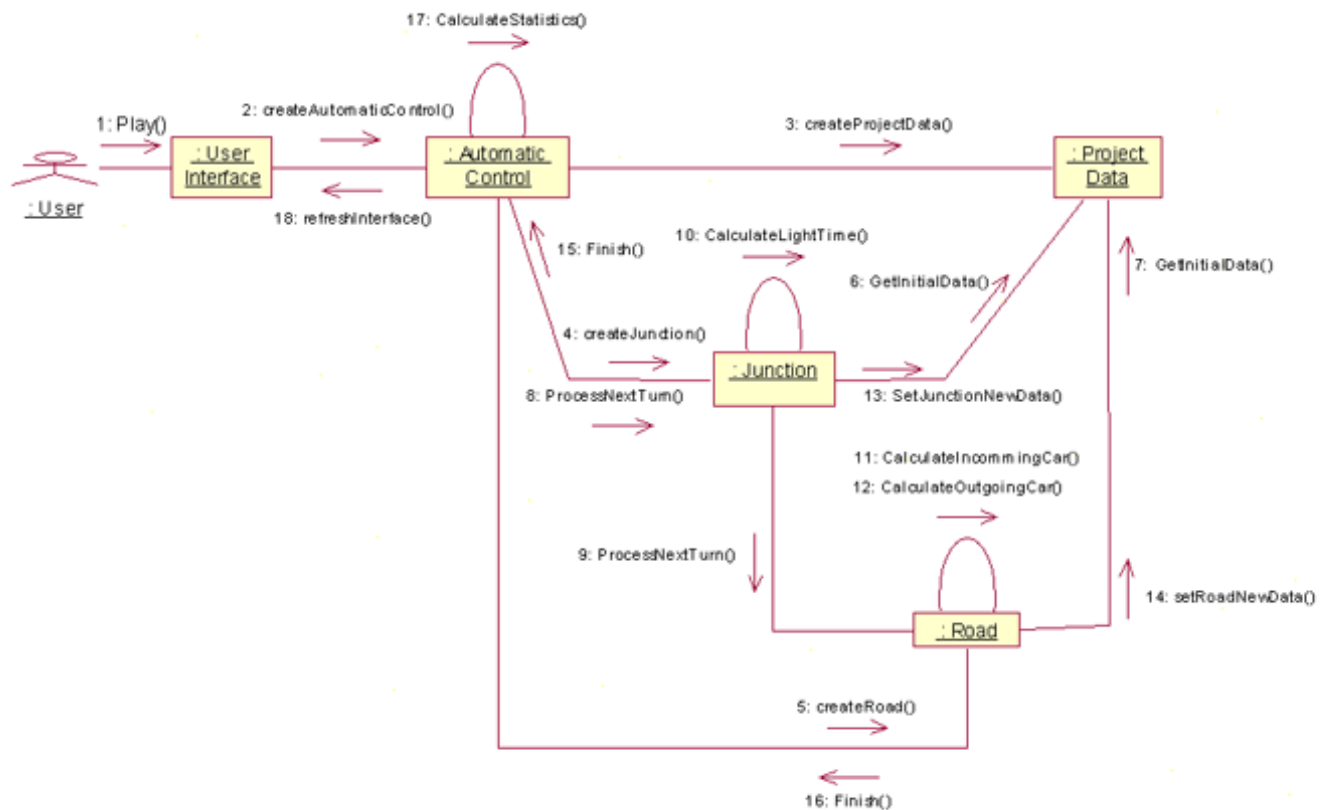 17: CalculateStatistics()
2: createAutomaticControl()
1: Play()
3: createProjectData()
: User
Interface
: Automatic
Control
: Project
Data
: User
18: refreshInterface()
15: Finish()
10: CalculateLightTime()
6: GetInitialData()
7: GetInitialData()
4: createJunction()
: Junction
8: ProcessNextTurn()
13: SetJunctionNewData()
11: CalculateIncommingCar()
12: CalculateOutgoingCar()
9: ProcessNextTurn()
14: setRoadNewData()
: Road
5: createRoad()
16: Finish()